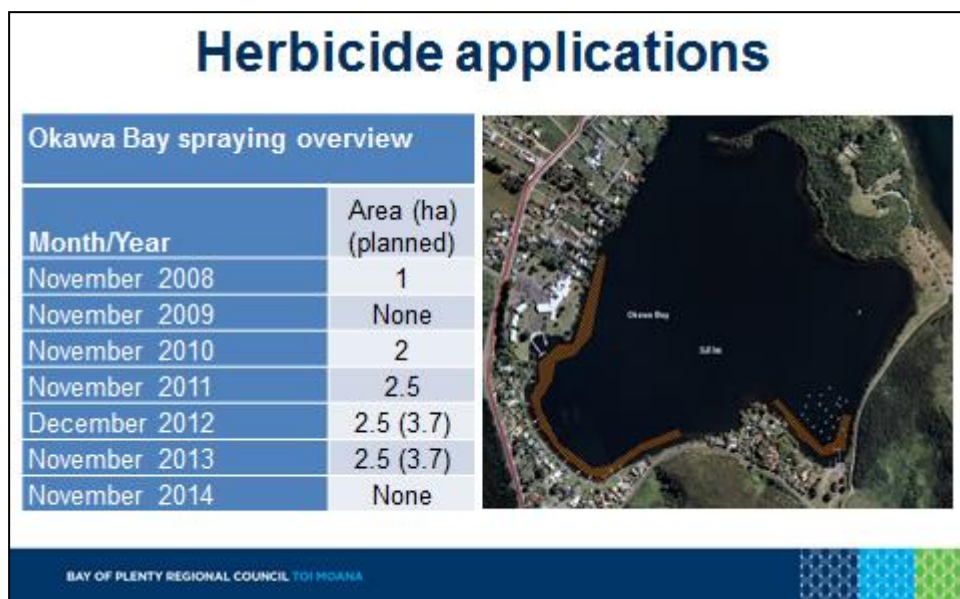 Herbicide applications
Okawa Bay spraying overview
Month/Year Area (ha) (planned)
November 2008 1
November 2009 None
November 2010 2
November 2011 2.5
December 2012 2.5 (3.7)
November 2013 2.5 (3.7)
November 2014 None
Okawa Bay
BAY OF PLENTY REGIONAL COUNCIL TOI MOANA